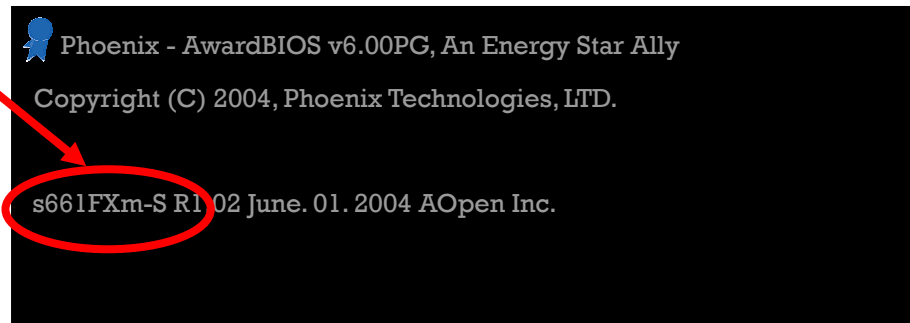 Phoenix - AwardBIOS v6.00PG, An Energy Star Ally
Copyright (C) 2004, Phoenix Technologies, LTD.
s661FXm-S R1.02 June. 01. 2004 AOpen Inc.